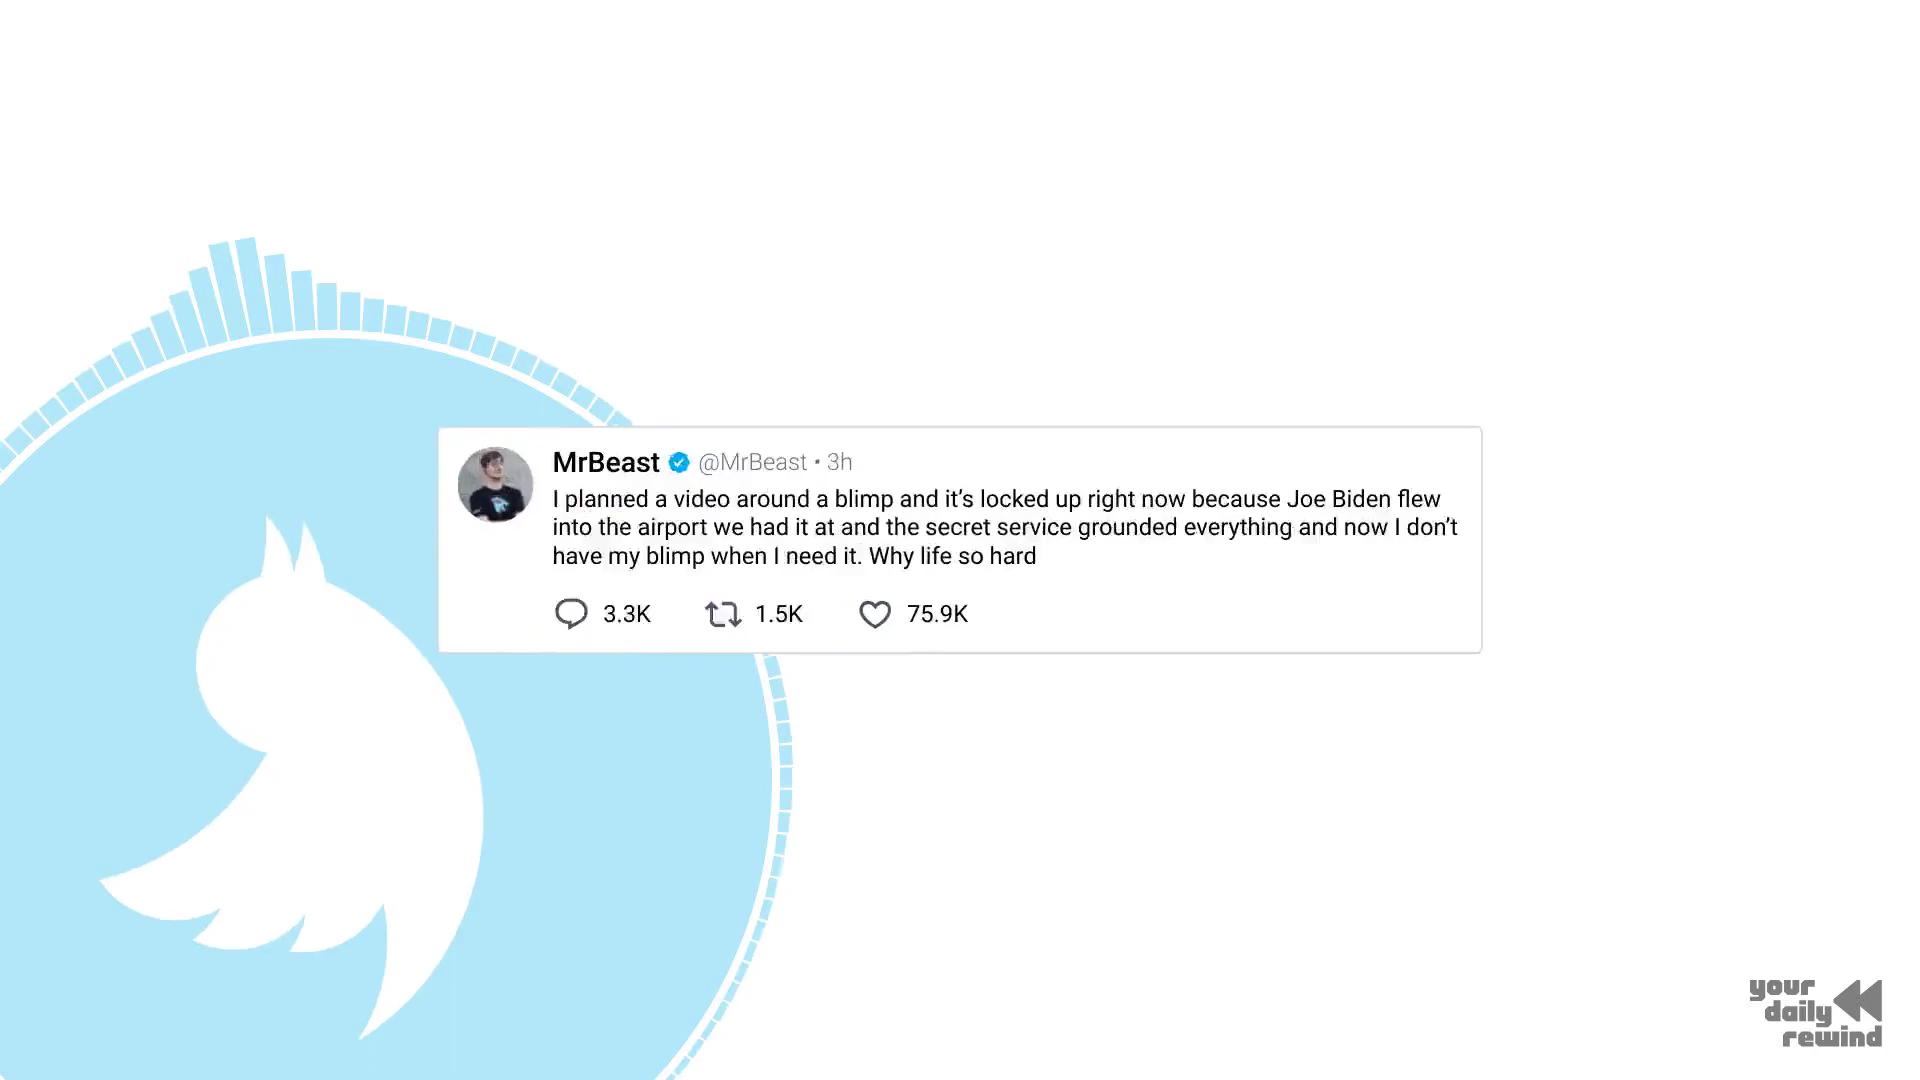 MrBeast @MrBeast • 3h
I planned a video around a blimp and it’s locked up right now because Joe Biden flew
into the airport we had it at and the secret service grounded everything and now I don’t
have my blimp when I need it. Why life so hard
3.3K 1.5K 75.9K
your
daily
rewind